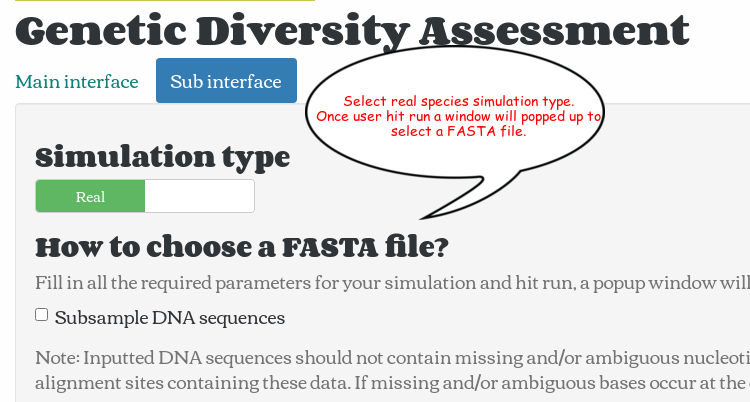 Genetic Diversity Assessment
Main interface
Sub interface
Select real species simulation type.
Once user hit run a window will popped up to
select a FASTA file.
Simulation type
Real
How to choose a FASTA file?
Fill in all the required parameters for your simulation and hit run, a popup window will
Subsample DNA sequences
Note: Inputted DNA sequences should not contain missing and/or ambiguous nucleoti
alignment sites containing these data. If missing and/or ambiguous bases occur at the